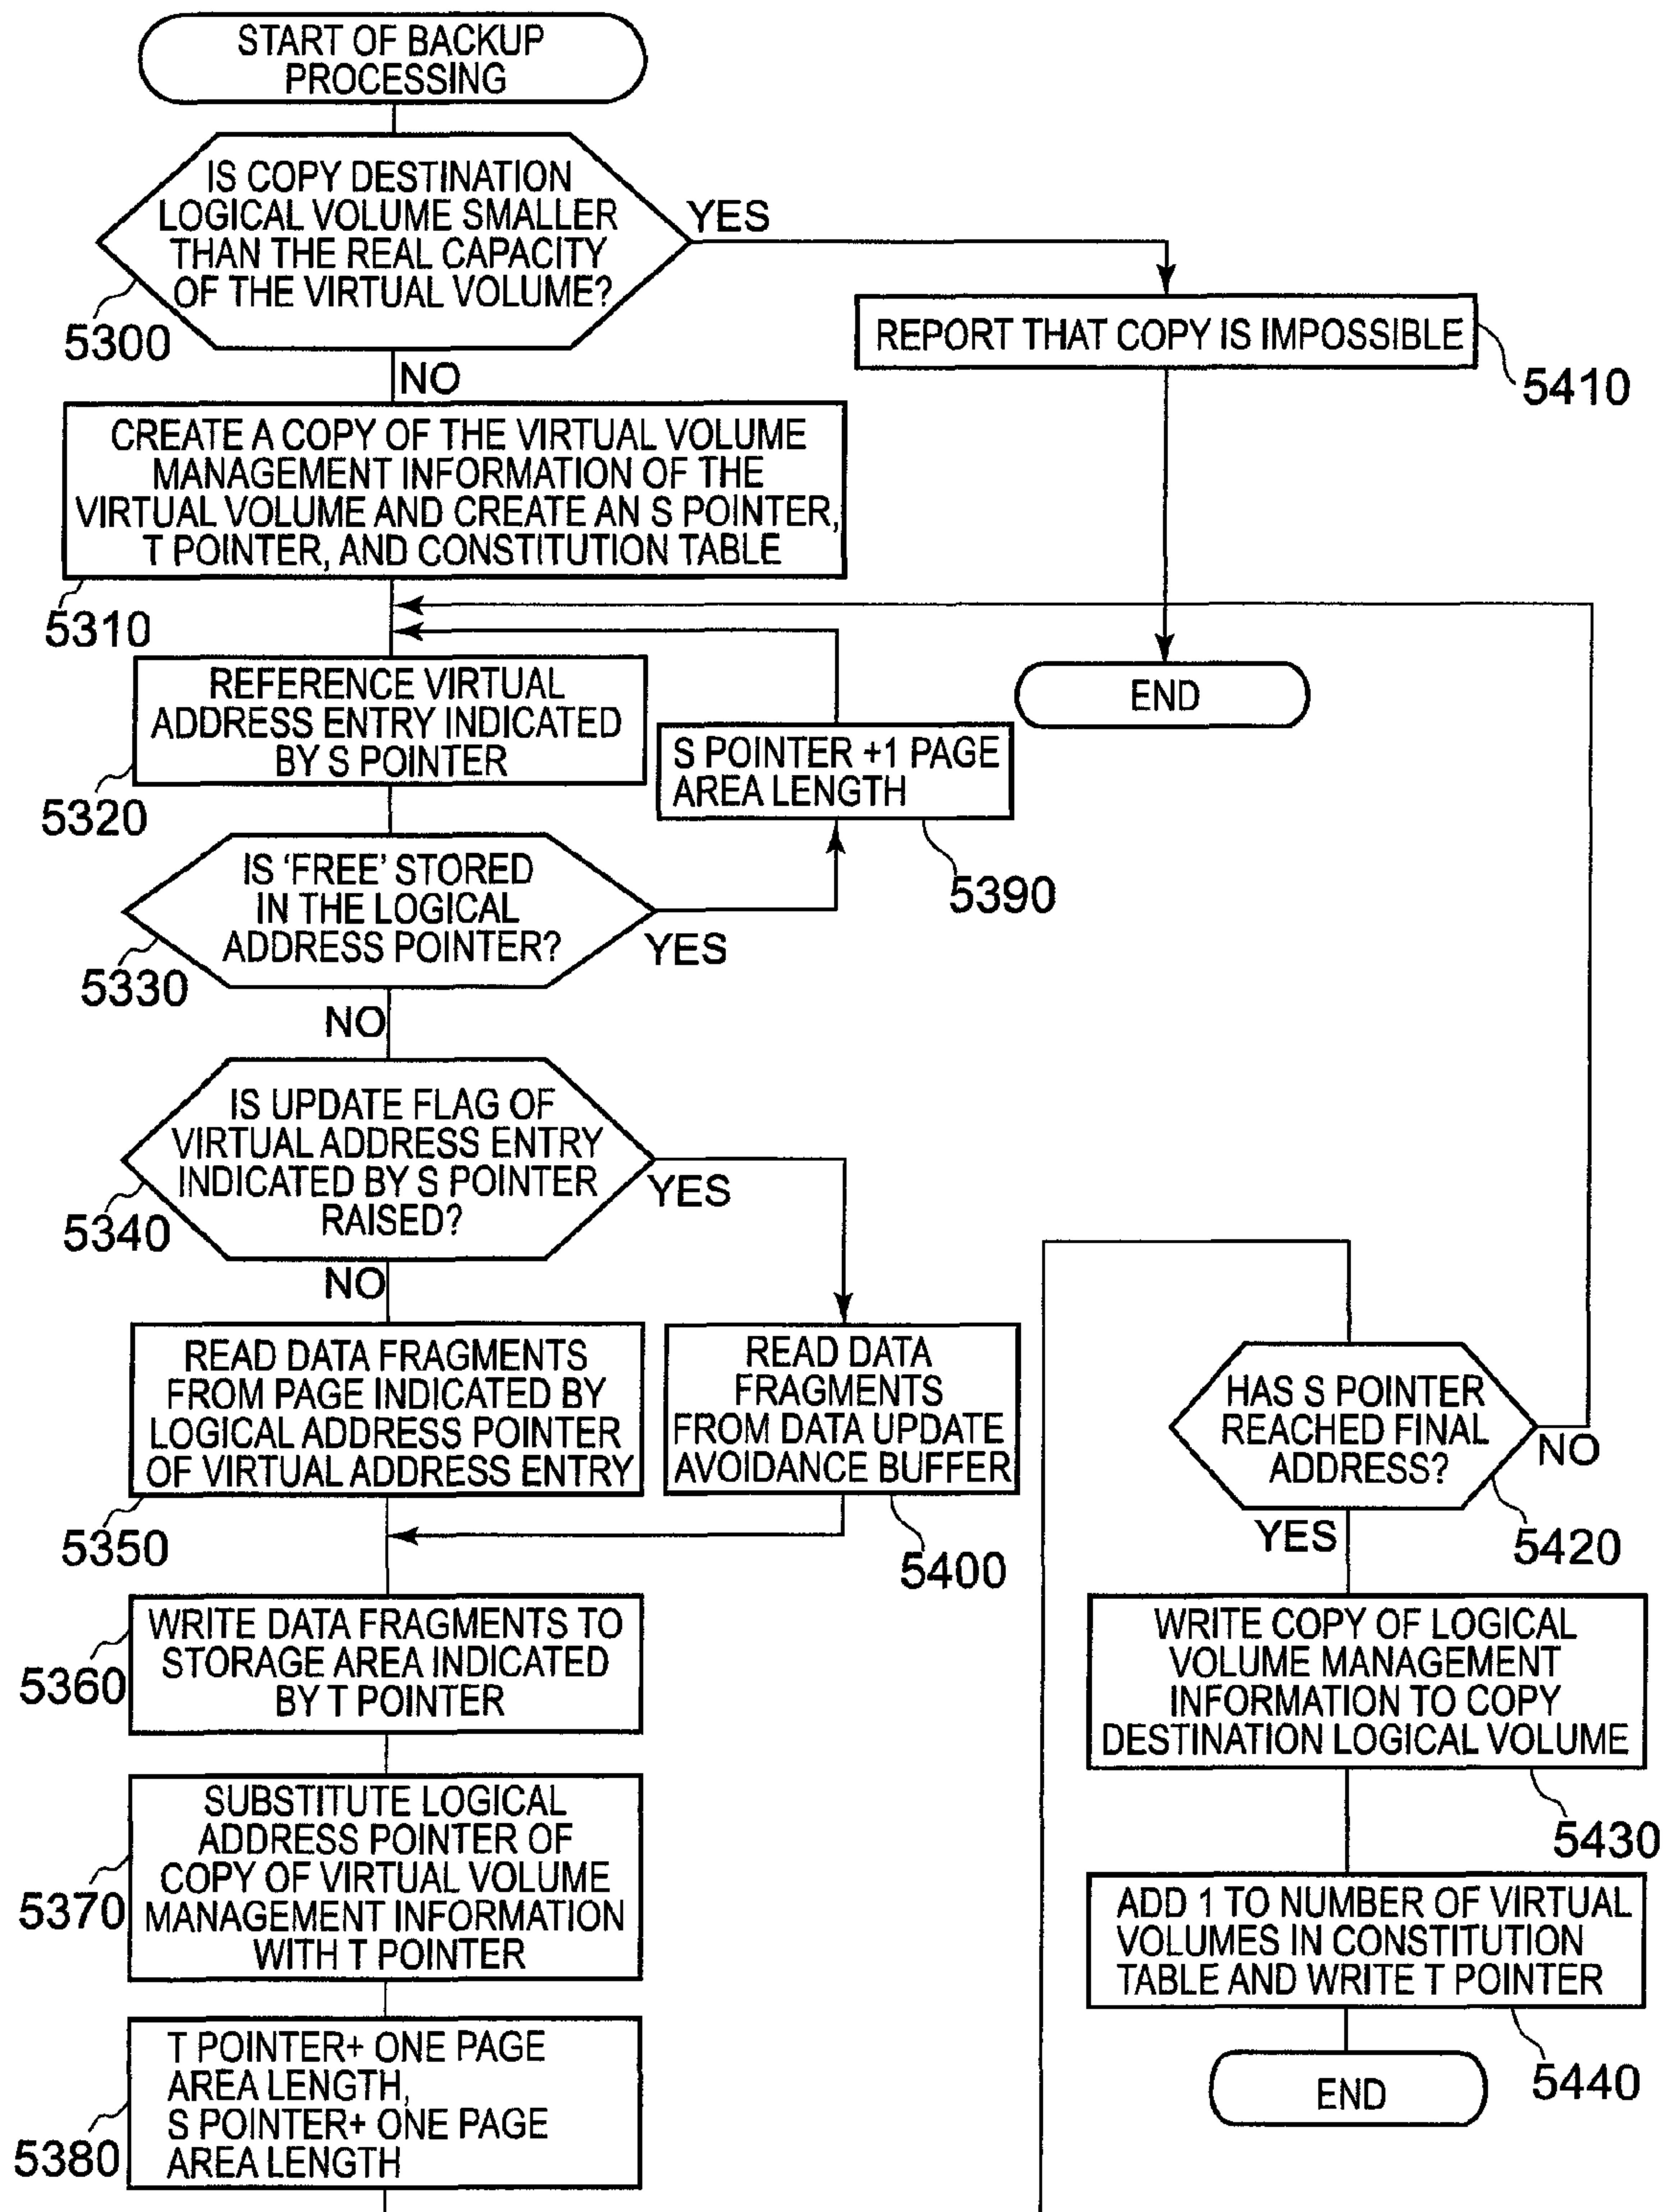 START OF BACKUP
PROCESSING
IS COPY DESTINATION
LOGICAL VOLUME SMALLER
THAN THE REAL CAPACITY
OF THE VIRTUAL VOLUME?
YES
5300
NO
REPORT THAT COPY IS IMPOSSIBLE
5410
CREATE A COPY OF THE VIRTUAL VOLUME
MANAGEMENT INFORMATION OF THE
VIRTUAL VOLUME AND CREATE AN S POINTER,
T POINTER, AND CONSTITUTION TABLE
5310
END
REFERENCE VIRTUAL
ADDRESS ENTRY INDICATED
BY S POINTER
5320
S POINTER +1 PAGE
AREA LENGTH
5390
IS 'FREE' STORED
IN THE LOGICAL
ADDRESS POINTER?
YES
5330
NO
IS UPDATE FLAG OF
VIRTUAL ADDRESS ENTRY
INDICATED BY S POINTER
RAISED?
YES
5340
NO
READ DATA FRAGMENTS
FROM PAGE INDICATED BY
LOGICAL ADDRESS POINTER
OF VIRTUAL ADDRESS ENTRY
5350
READ DATA
FRAGMENTS
FROM DATA UPDATE
AVOIDANCE BUFFER
5400
WRITE DATA FRAGMENTS TO
STORAGE AREA INDICATED
BY T POINTER
5360
SUBSTITUTE LOGICAL
ADDRESS POINTER OF
COPY OF VIRTUAL VOLUME
MANAGEMENT INFORMATION
WITH T POINTER
5370
T POINTER+ ONE PAGE
AREA LENGTH,
S POINTER+ ONE PAGE
AREA LENGTH
5380
HAS S POINTER
REACHED FINAL
ADDRESS?
NO
YES
5420
WRITE COPY OF LOGICAL
VOLUME MANAGEMENT
INFORMATION TO COPY
DESTINATION LOGICAL VOLUME
5430
ADD 1 TO NUMBER OF VIRTUAL
VOLUMES IN CONSTITUTION
TABLE AND WRITE T POINTER
5440
END